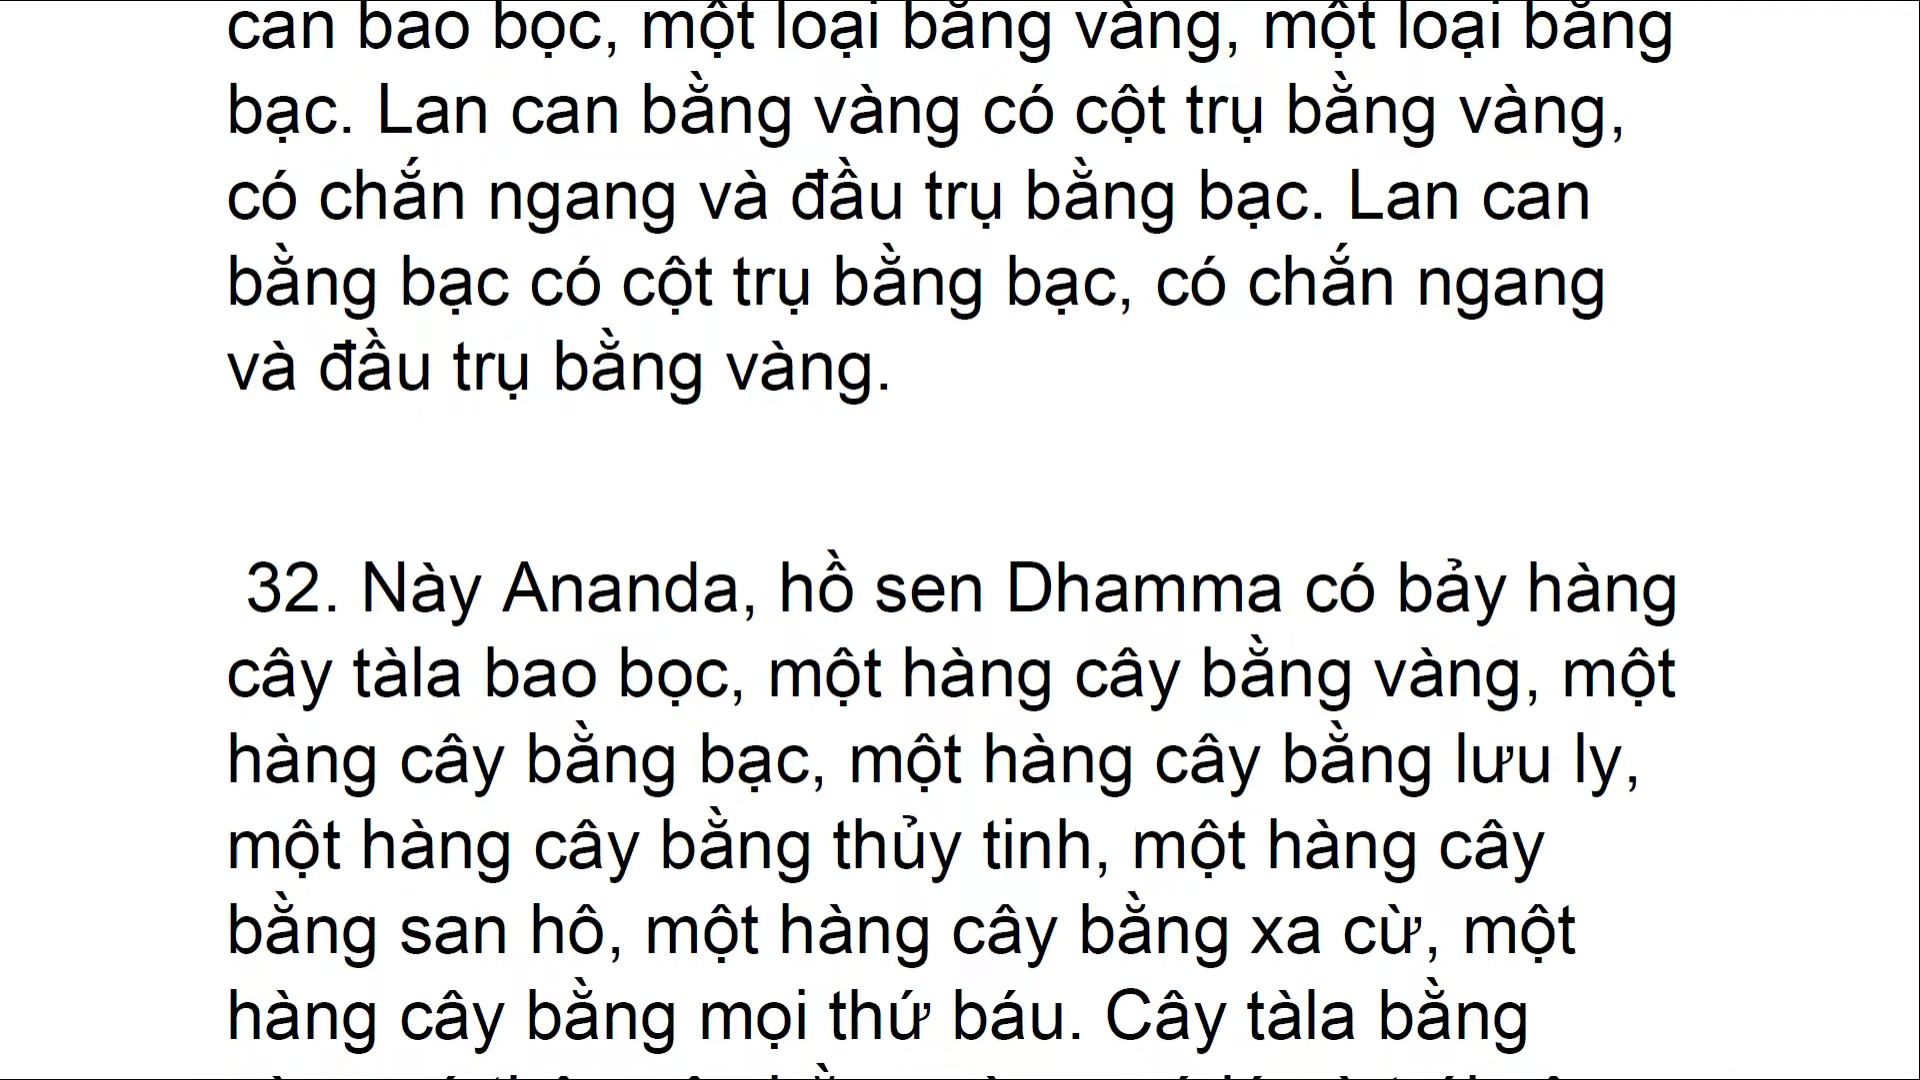 can bao bọc, một loại bằng vàng, một loại bằng
bạc. Lan can bằng vàng có cột trụ bằng vàng,
có chắn ngang và đầu trụ bằng bạc. Lan can
bằng bạc có cột trụ bằng bạc, có chắn ngang
và đầu trụ bằng vàng.
32. Này Ananda, hồ sen Dhamma có bảy hàng
cây tàla bao bọc, một hàng cây bằng vàng, một
hàng cây bằng bạc, một hàng cây bằng lưu ly,
một hàng cây bằng thủy tinh, một hàng cây
bằng san hô, một hàng cây bằng xa cừ, một
hàng cây bằng mọi thứ báu. Cây tàla bằng